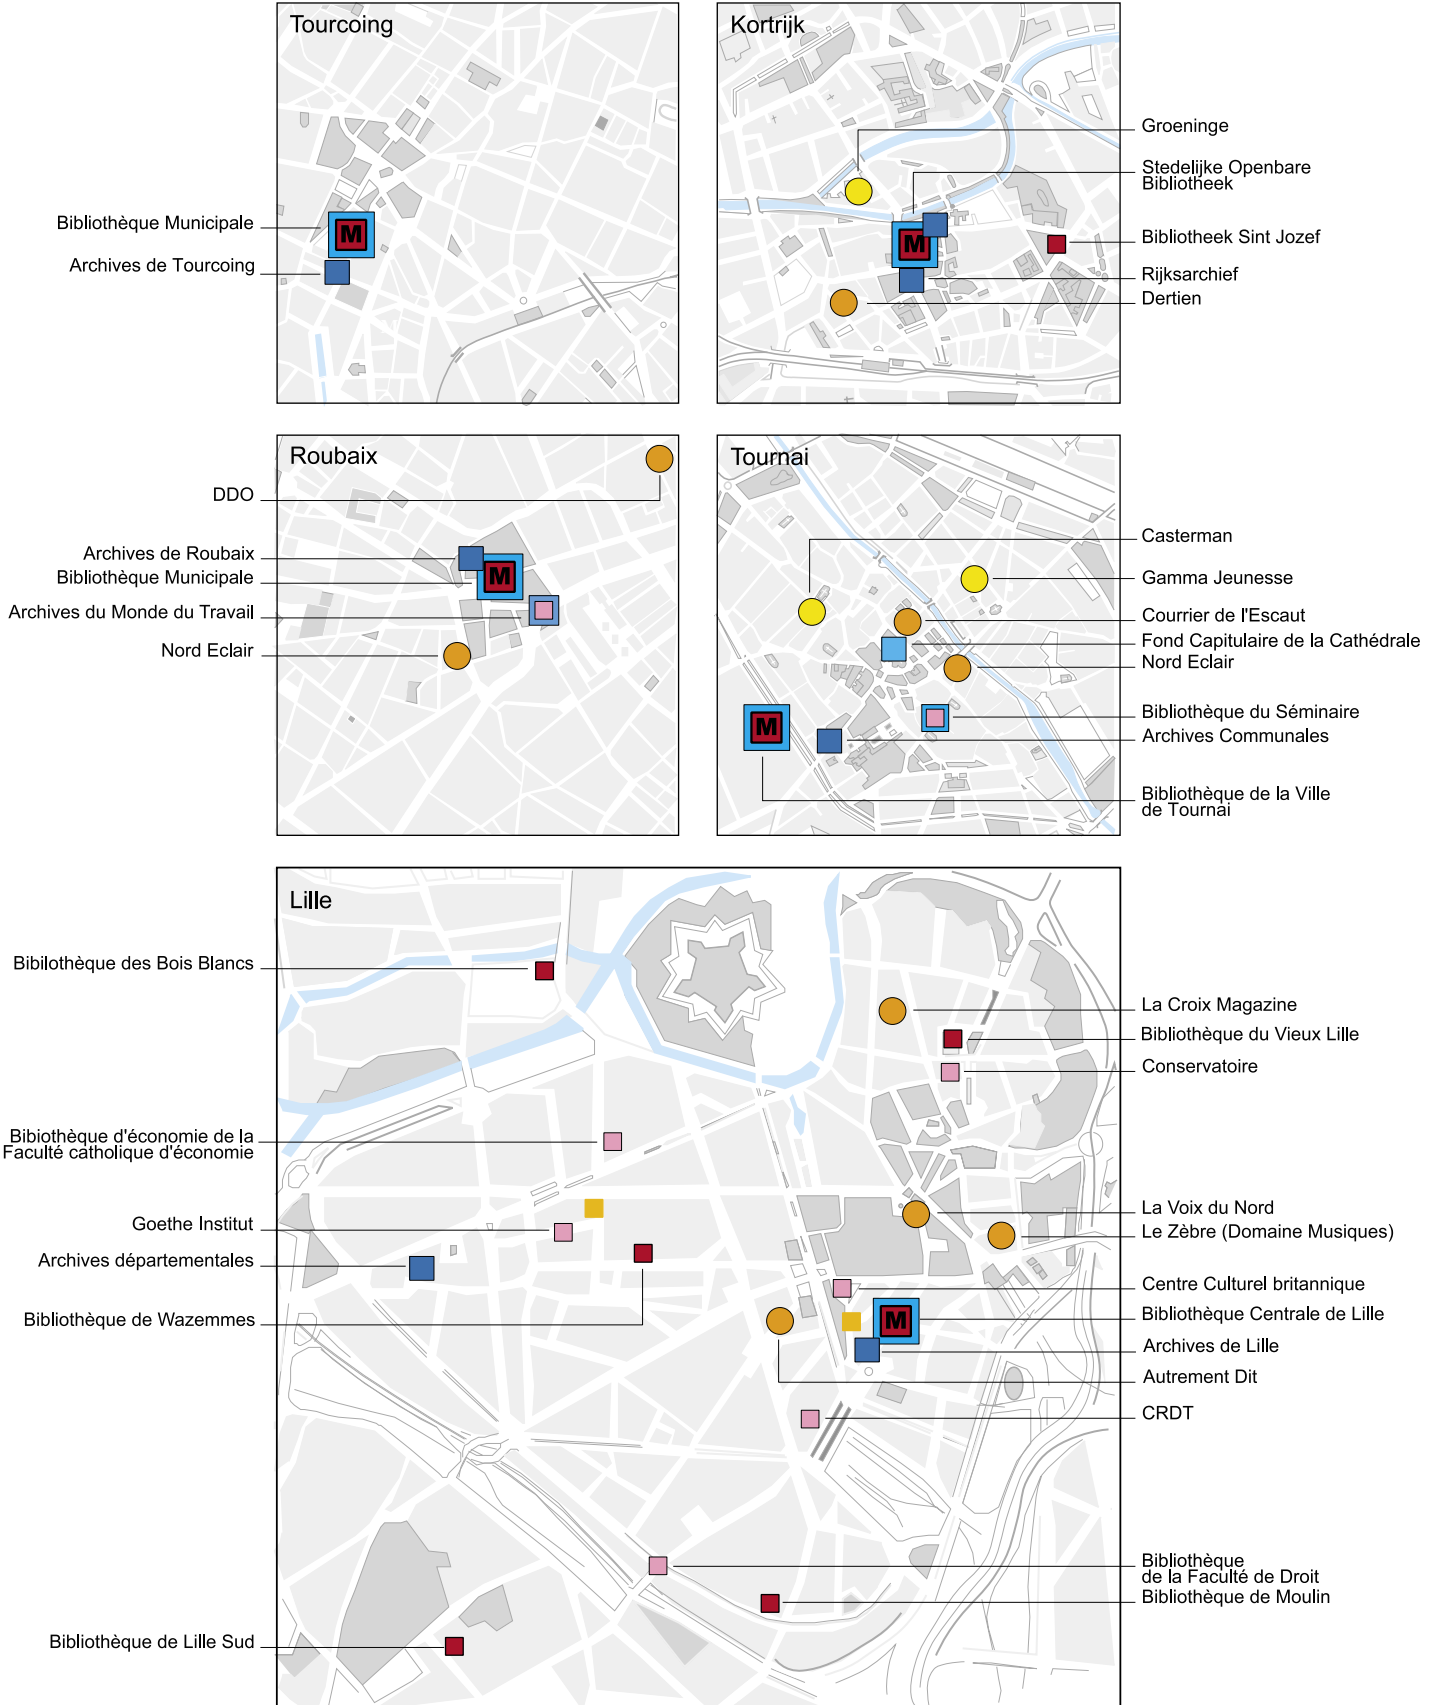 Tourcoing
Bibliothèque Municipale
M
Archives de Tourcoing
Kortrijk
Groeninge
Stedelijke Openbare
Bibliotheek
M
Bibliotheek Sint Jozef
Rijksarchief
Dertien
Roubaix
DDO
Archives de Roubaix
Bibliothèque Municipale
M
Archives du Monde du Travail
Nord Eclair
Tournai
Casterman
Gamma Jeunesse
Courrier de l'Escaut
Fond Capitulaire de la Cathédrale
Nord Eclair
Bibliothèque du Séminaire
M
Archives Communales
Bibliothèque de la Ville
de Tournai
Lille
Bibilothèque des Bois Blancs
La Croix Magazine
Bibliothèque du Vieux Lille
Conservatoire
Bibiothèque d'économie de la
Faculté catholique d'économie
La Voix du Nord
Goethe Institut
Le Zèbre (Domaine Musiques)
Archives départementales
Centre Culturel britannique
Bibliothèque de Wazemmes
M
Bibliothèque Centrale de Lille
Archives de Lille
Autrement Dit
CRDT
Bibliothèque
de la Faculté de Droit
Bibliothèque de Moulin
Bibliothèque de Lille Sud